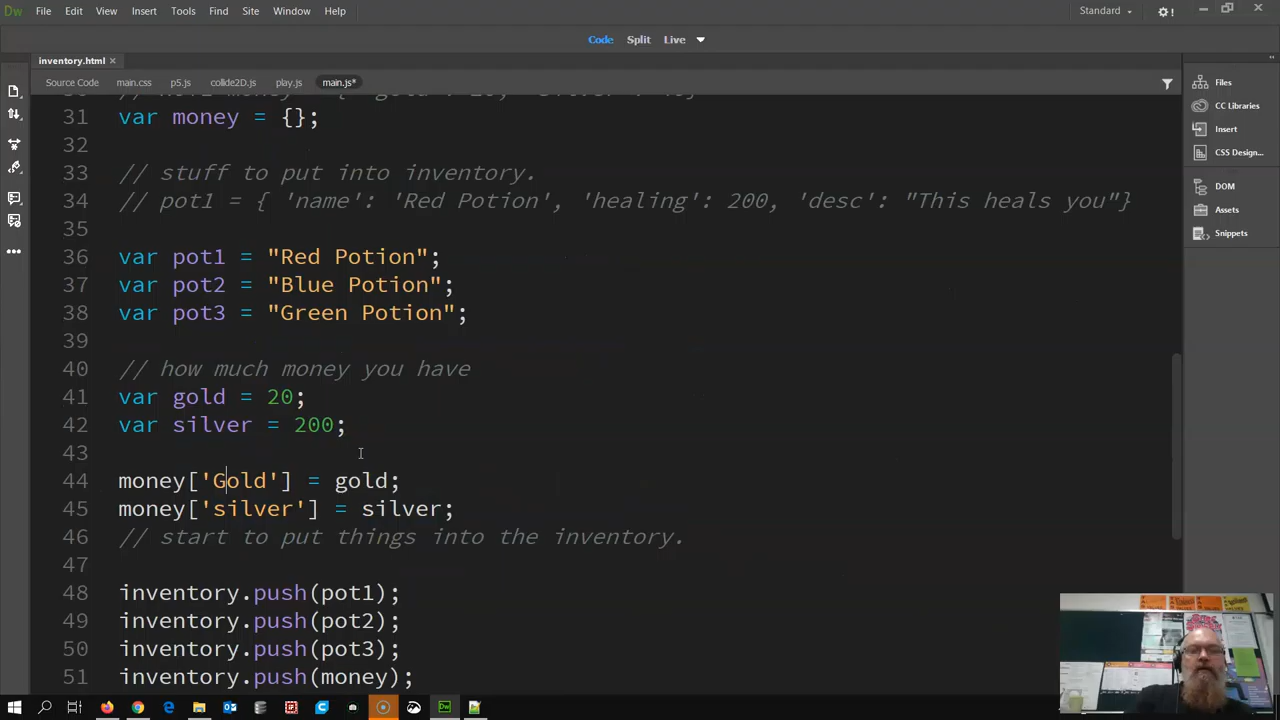 Dw File Edit View Insert Tools Find Site Window Help Standard
Code Split Live
inventory.html
Source Code main.css p5.js collide2D.js play.js main.js*
31 var money = {};
32
33 // stuff to put into inventory.
34 // pot1 = { 'name': 'Red Potion', 'healing': 200, 'desc': "This heals you"}
35
36 var pot1 = "Red Potion";
37 var pot2 = "Blue Potion";
38 var pot3 = "Green Potion";
39
40 // how much money you have
41 var gold = 20;
42 var silver = 200;
43
44 money['Gold'] = gold;
45 money['silver'] = silver;
46 // start to put things into the inventory.
47
48 inventory.push(pot1);
49 inventory.push(pot2);
50 inventory.push(pot3);
51 inventory.push(money);
Files
CC Libraries
Insert
CSS Design...
DOM
Assets
Snippets
Dw